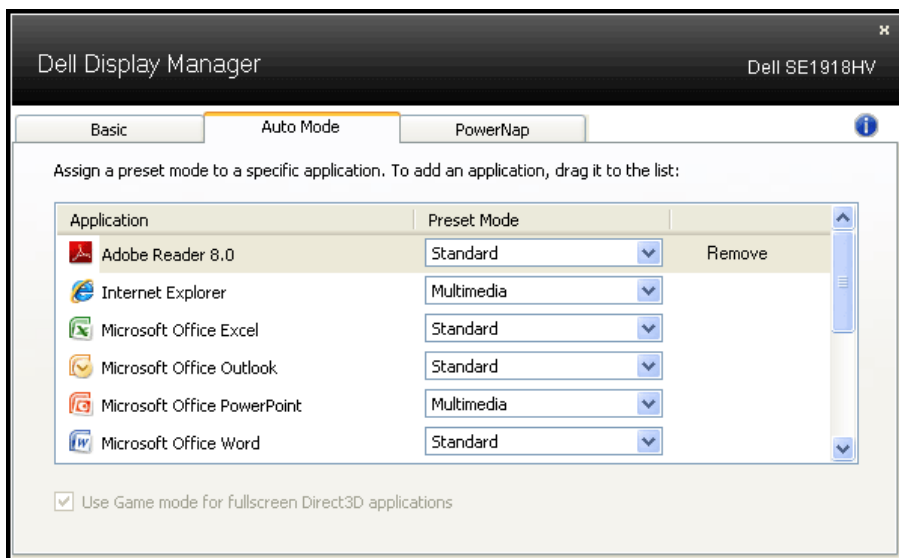 Dell Display Manager
Dell SE1918HV
Basic
Auto Mode
PowerNap
Assign a preset mode to a specific application. To add an application, drag it to the list:
Application Preset Mode
Adobe Reader 8.0 Standard Remove
Internet Explorer Multimedia
Microsoft Office Excel Standard
Microsoft Office Outlook Standard
Microsoft Office PowerPoint Multimedia
Microsoft Office Word Standard
Use Game mode for fullscreen Direct3D applications